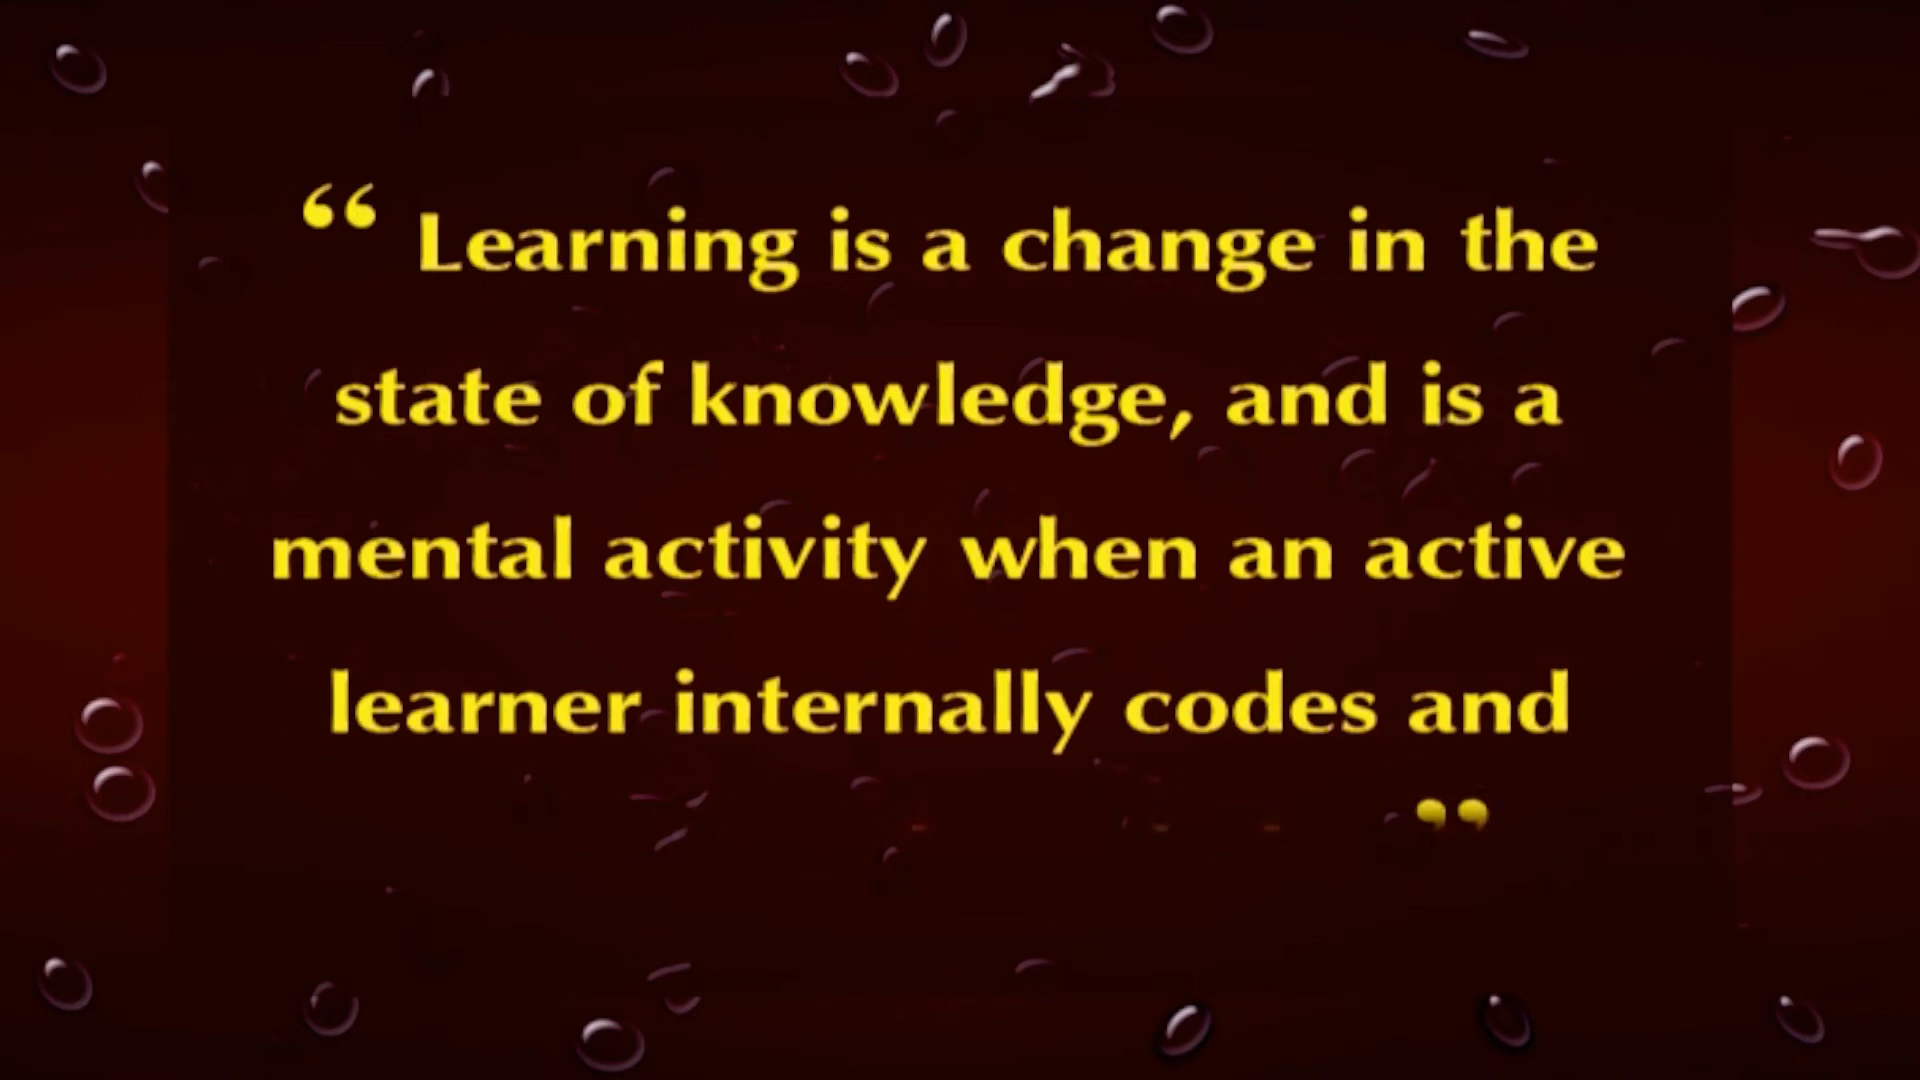 “ Learning is a change in the
state of knowledge, and is a
mental activity when an active
learner internally codes and
”